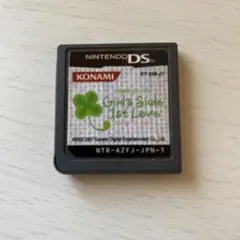 NINTENDO DS
KONAMI
Girl's Side
1st Love
NTR-AZFJ-JPN-1